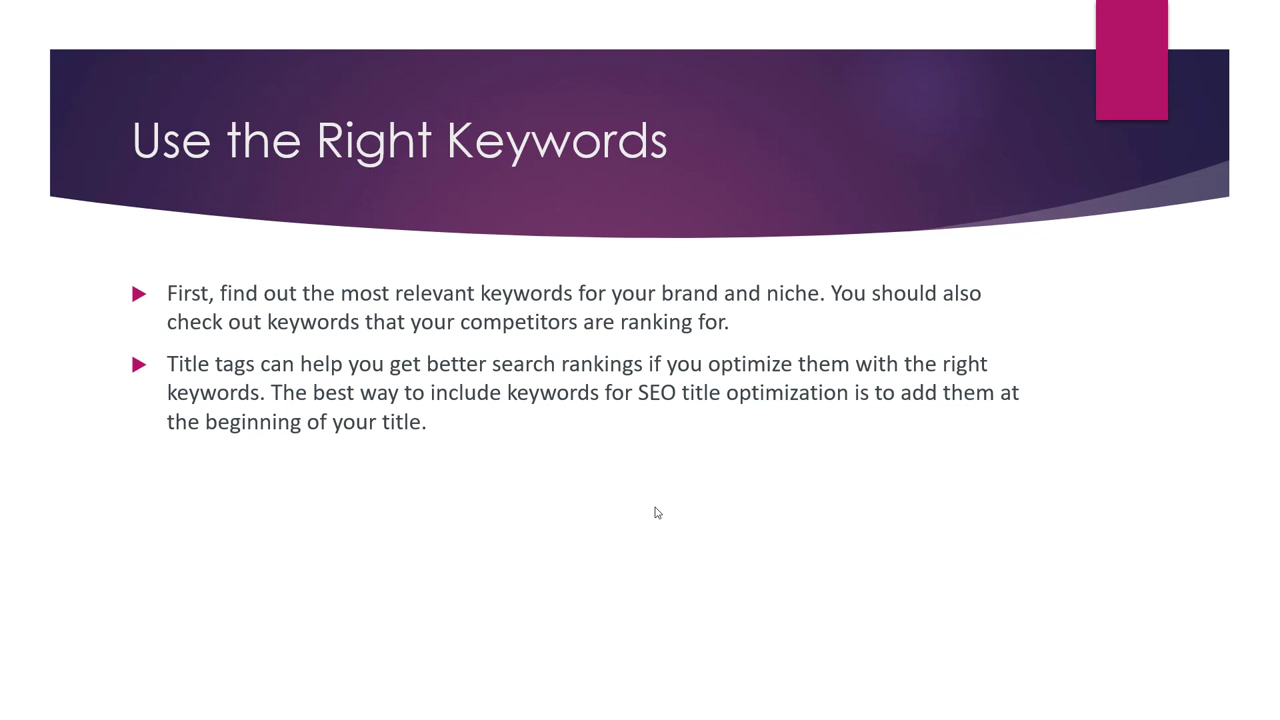 Use the Right Keywords
First, find out the most relevant keywords for your brand and niche. You should also
check out keywords that your competitors are ranking for.
Title tags can help you get better search rankings if you optimize them with the right
keywords. The best way to include keywords for SEO title optimization is to add them at
the beginning of your title.